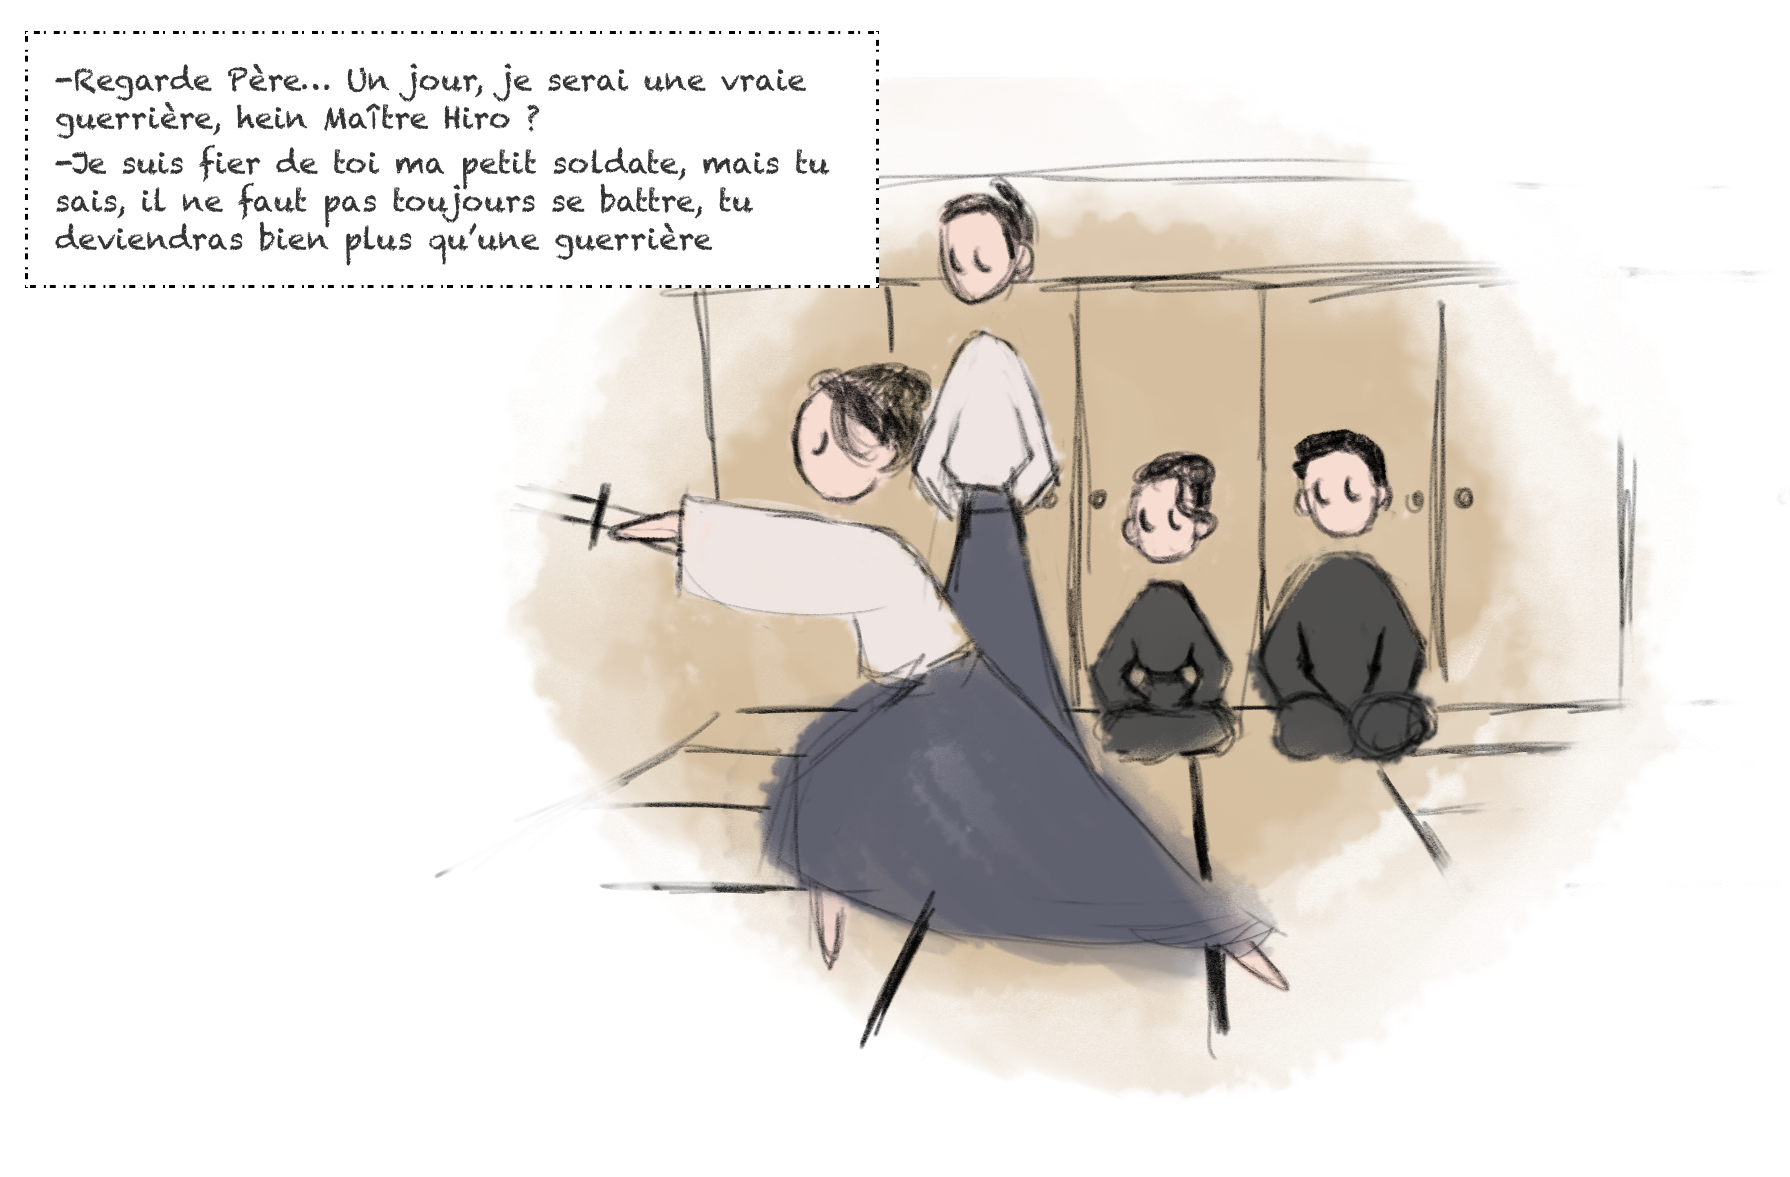 -Regarde Père... Un jour, je serai une vraie
guerrière, hein Maître Hiro ?
-Je suis fier de toi ma petit soldate, mais tu
sais, il ne faut pas toujours se battre, tu
deviendras bien plus qu'une guerrière